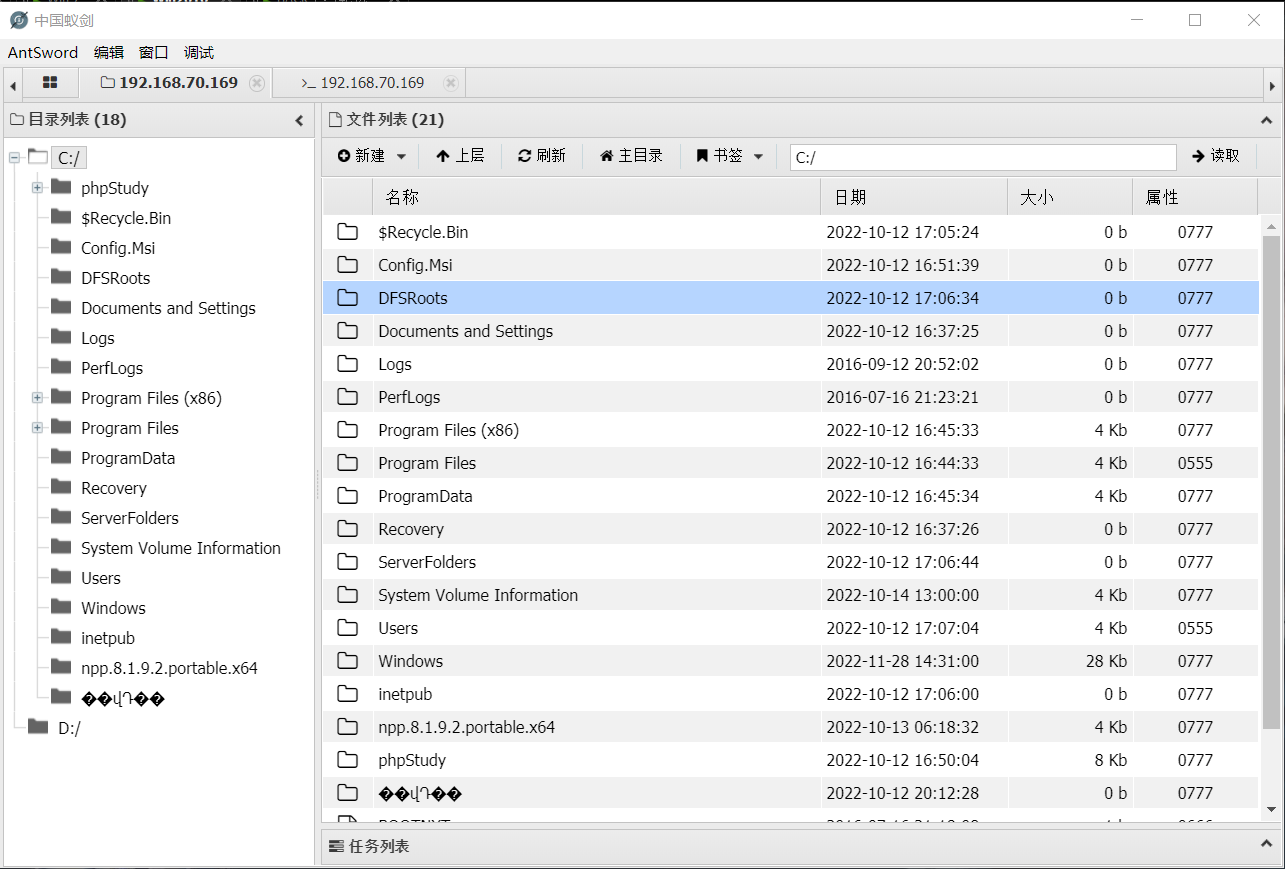 中国蚁剑
AntSword 编辑 窗口 调试
192.168.70.169 >_ 192.168.70.169
目录列表 (18)
C:/
phpStudy
$Recycle.Bin
Config.Msi
DFSRoots
Documents and Settings
Logs
PerfLogs
Program Files (x86)
Program Files
ProgramData
Recovery
ServerFolders
System Volume Information
Users
Windows
inetpub
npp.8.1.9.2.portable.x64
��վԴ��
D:/
文件列表 (21)
新建 上层 刷新 主目录 书签 C:/ 读取
名称 日期 大小 属性
$Recycle.Bin 2022-10-12 17:05:24 0 b 0777
Config.Msi 2022-10-12 16:51:39 0 b 0777
DFSRoots 2022-10-12 17:06:34 0 b 0777
Documents and Settings 2022-10-12 16:37:25 0 b 0777
Logs 2016-09-12 20:52:02 0 b 0777
PerfLogs 2016-07-16 21:23:21 0 b 0777
Program Files (x86) 2022-10-12 16:45:33 4 Kb 0777
Program Files 2022-10-12 16:44:33 4 Kb 0555
ProgramData 2022-10-12 16:45:34 4 Kb 0777
Recovery 2022-10-12 16:37:26 0 b 0777
ServerFolders 2022-10-12 17:06:44 0 b 0777
System Volume Information 2022-10-14 13:00:00 4 Kb 0777
Users 2022-10-12 17:07:04 4 Kb 0555
Windows 2022-11-28 14:31:00 28 Kb 0777
inetpub 2022-10-12 17:06:00 0 b 0777
npp.8.1.9.2.portable.x64 2022-10-13 06:18:32 4 Kb 0777
phpStudy 2022-10-12 16:50:04 8 Kb 0777
��վԴ�� 2022-10-12 20:12:28 0 b 0777
任务列表